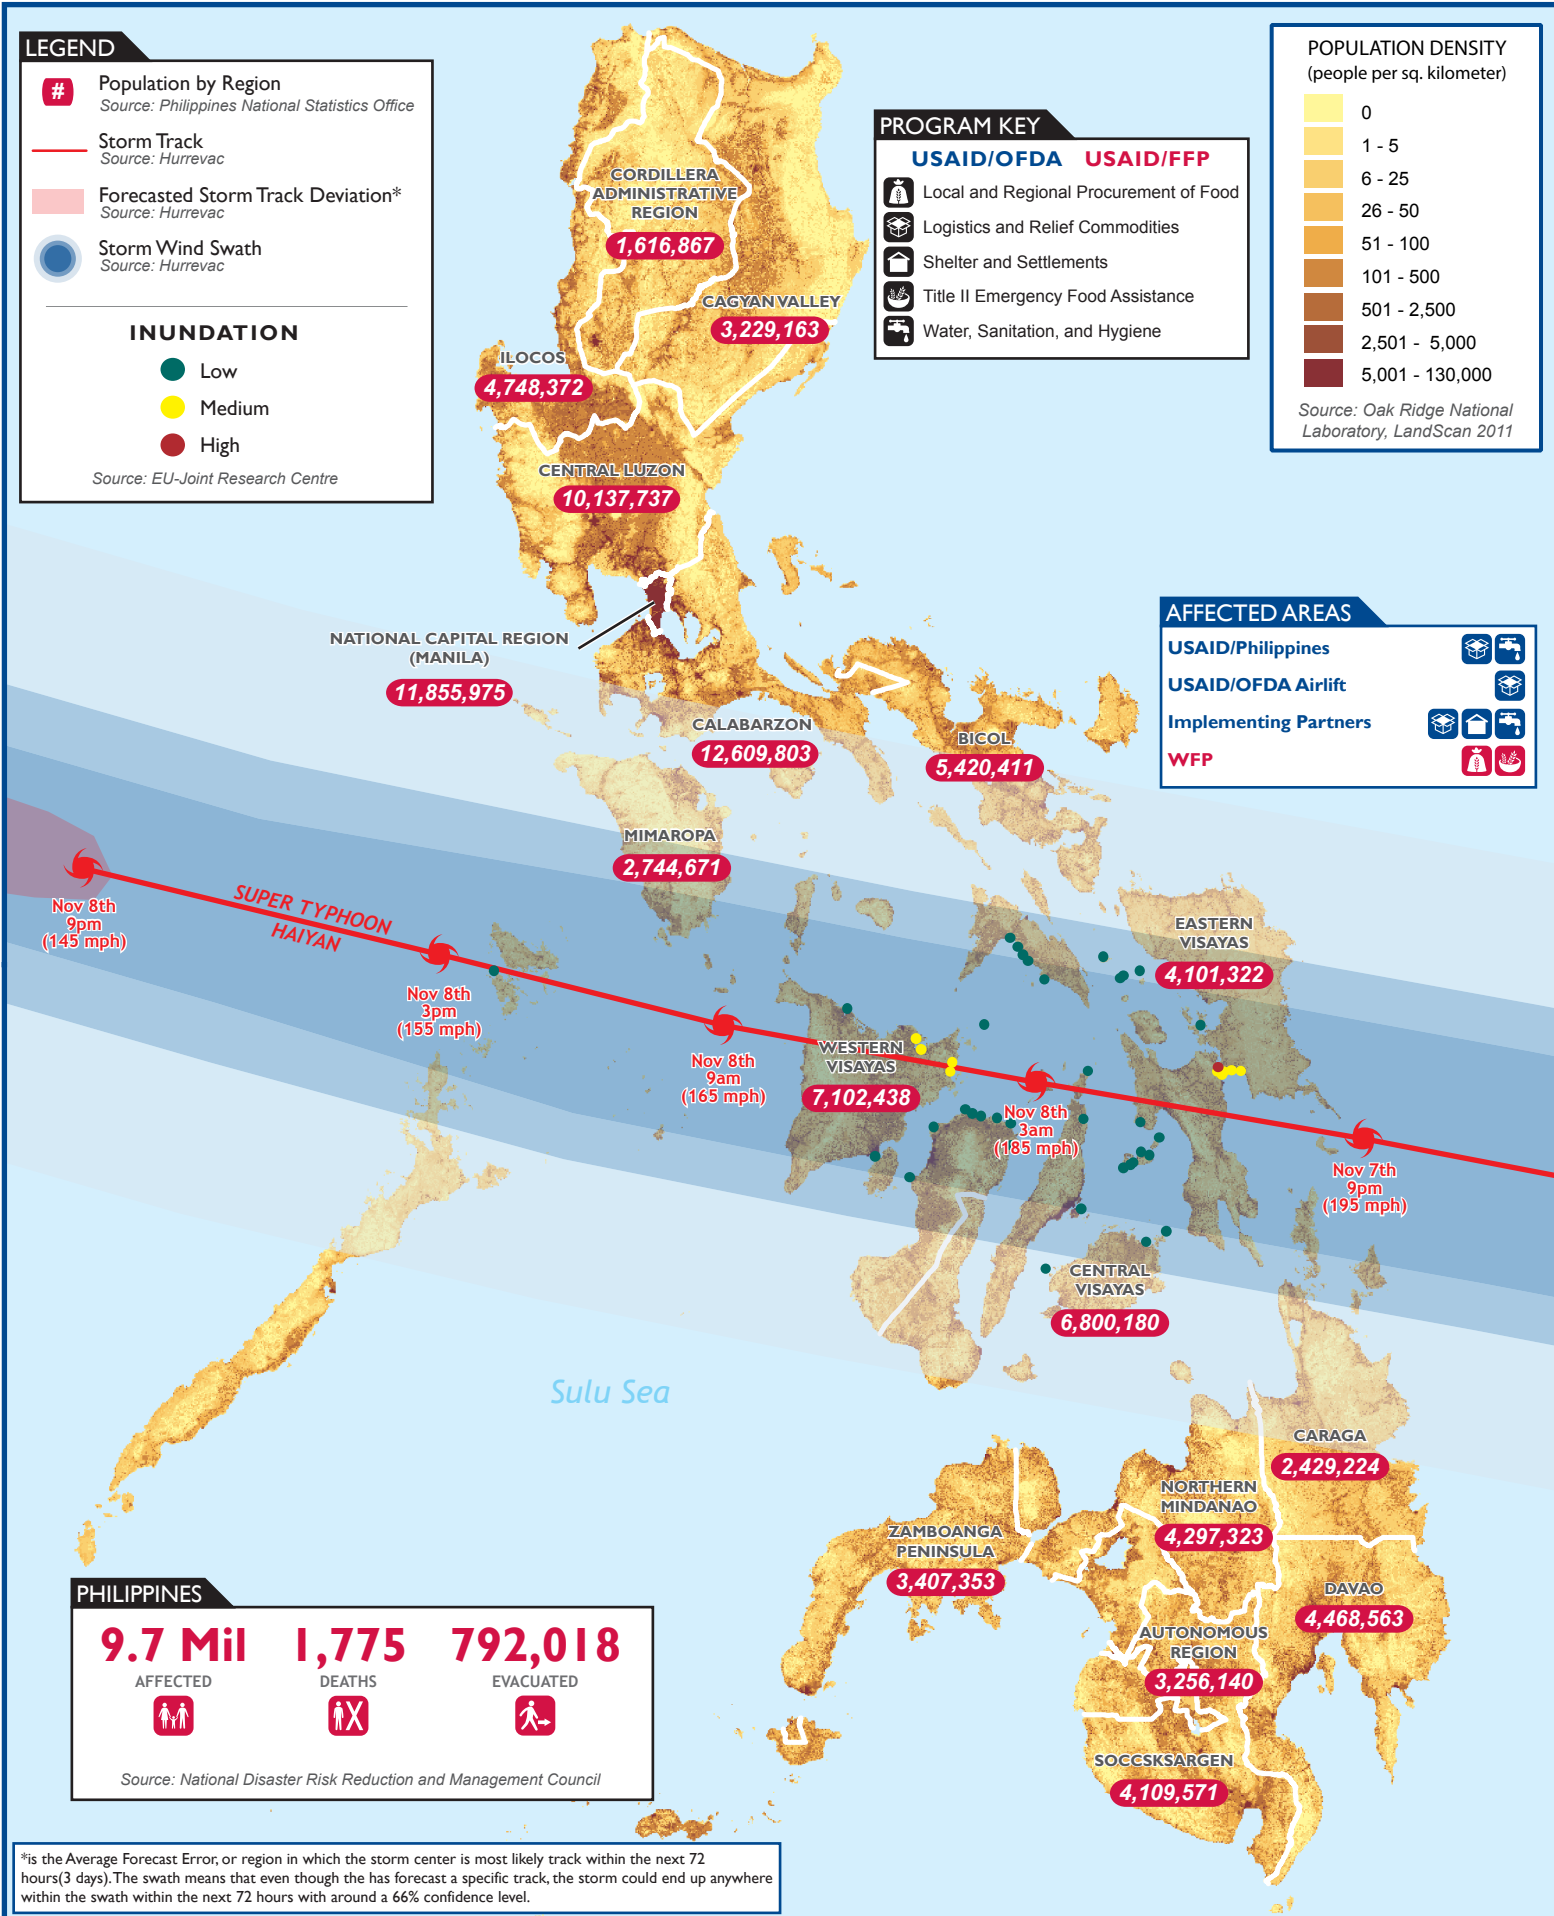 LEGEND
#
Population by Region
Source: Philippines National Statistics Office
Storm Track
Source: Hurrevac
Forecasted Storm Track Deviation*
Source: Hurrevac
Storm Wind Swath
Source: Hurrevac
INUNDATION
Low
Medium
High
Source: EU-Joint Research Centre
PROGRAM KEY
USAID/OFDA USAID/FFP
Local and Regional Procurement of Food
Logistics and Relief Commodities
Shelter and Settlements
Title II Emergency Food Assistance
Water, Sanitation, and Hygiene
POPULATION DENSITY
(people per sq. kilometer)
0
1 - 5
6 - 25
26 - 50
51 - 100
101 - 500
501 - 2,500
2,501 - 5,000
5,001 - 130,000
Source: Oak Ridge National
Laboratory, LandScan 2011
AFFECTED AREAS
USAID/Philippines
USAID/OFDA Airlift
Implementing Partners
WFP
CORDILLERA
ADMINISTRATIVE
REGION
1,616,867
CAGYAN VALLEY
3,229,163
ILOCOS
4,748,372
CENTRAL LUZON
10,137,737
NATIONAL CAPITAL REGION
(MANILA)
11,855,975
CALABARZON
12,609,803
BICOL
5,420,411
MIMAROPA
2,744,671
EASTERN
VISAYAS
4,101,322
WESTERN
VISAYAS
7,102,438
CENTRAL
VISAYAS
6,800,180
SUPER TYPHOON
HAIYAN
Nov 8th
9pm
(145 mph)
Nov 8th
3pm
(155 mph)
Nov 8th
9am
(165 mph)
Nov 8th
3am
(185 mph)
Nov 7th
9pm
(195 mph)
Sulu Sea
CARAGA
2,429,224
NORTHERN
MINDANAO
4,297,323
ZAMBOANGA
PENINSULA
3,407,353
DAVAO
4,468,563
AUTONOMOUS
REGION
3,256,140
SOCCSKSARGEN
4,109,571
PHILIPPINES
9.7 Mil 1,775 792,018
AFFECTED DEATHS EVACUATED
Source: National Disaster Risk Reduction and Management Council
*is the Average Forecast Error, or region in which the storm center is most likely track within the next 72
hours(3 days). The swath means that even though the has forecast a specific track, the storm could end up anywhere
within the swath within the next 72 hours with around a 66% confidence level.